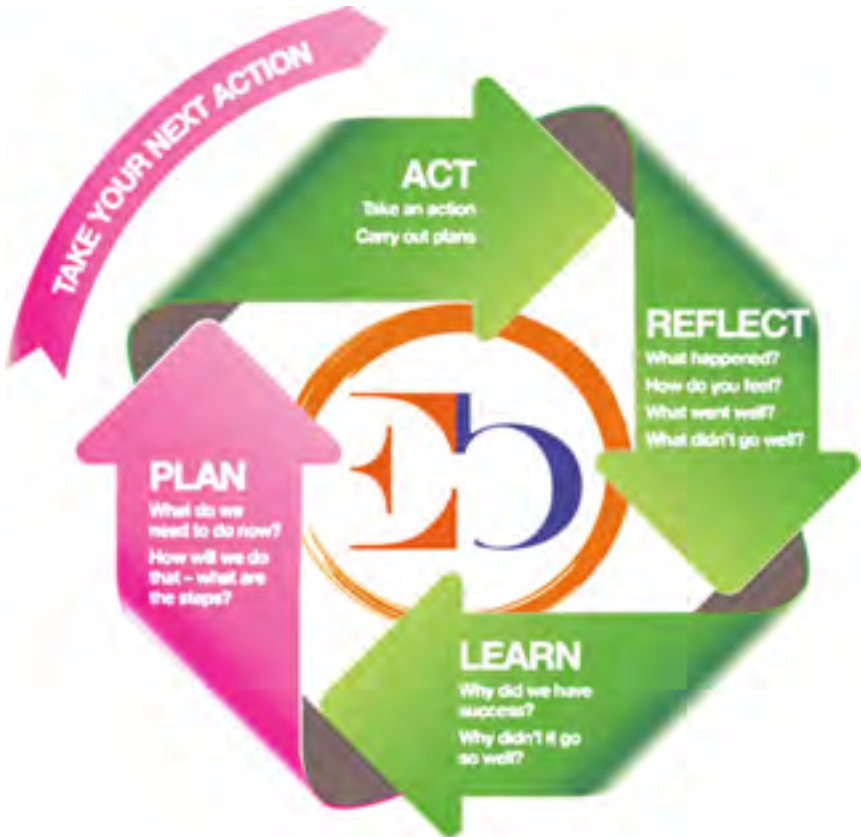 TAKE YOUR NEXT ACTION
ACT
Take an action
Carry out plans
REFLECT
What happened?
How do you feel?
What went well?
What didn't go well?
Eb
PLAN
What do we
need to do now?
How will we do
that – what are
the steps?
LEARN
Why did we have
success?
Why didn't it go
so well?